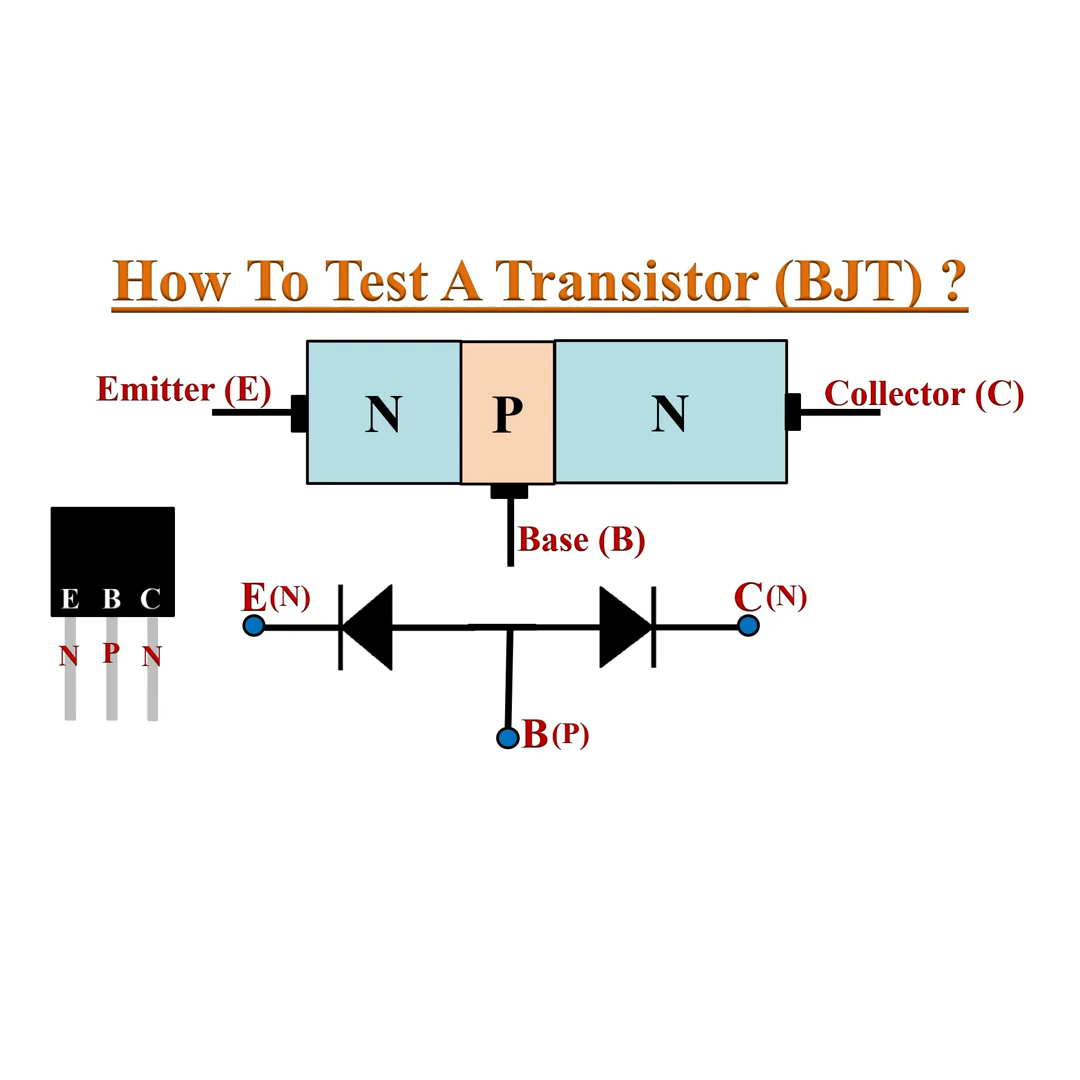 How To Test A Transistor (BJT) ?
Emitter (E)
N P N
Collector (C)
Base (B)
E B C
N P N
E(N)
C(N)
B(P)